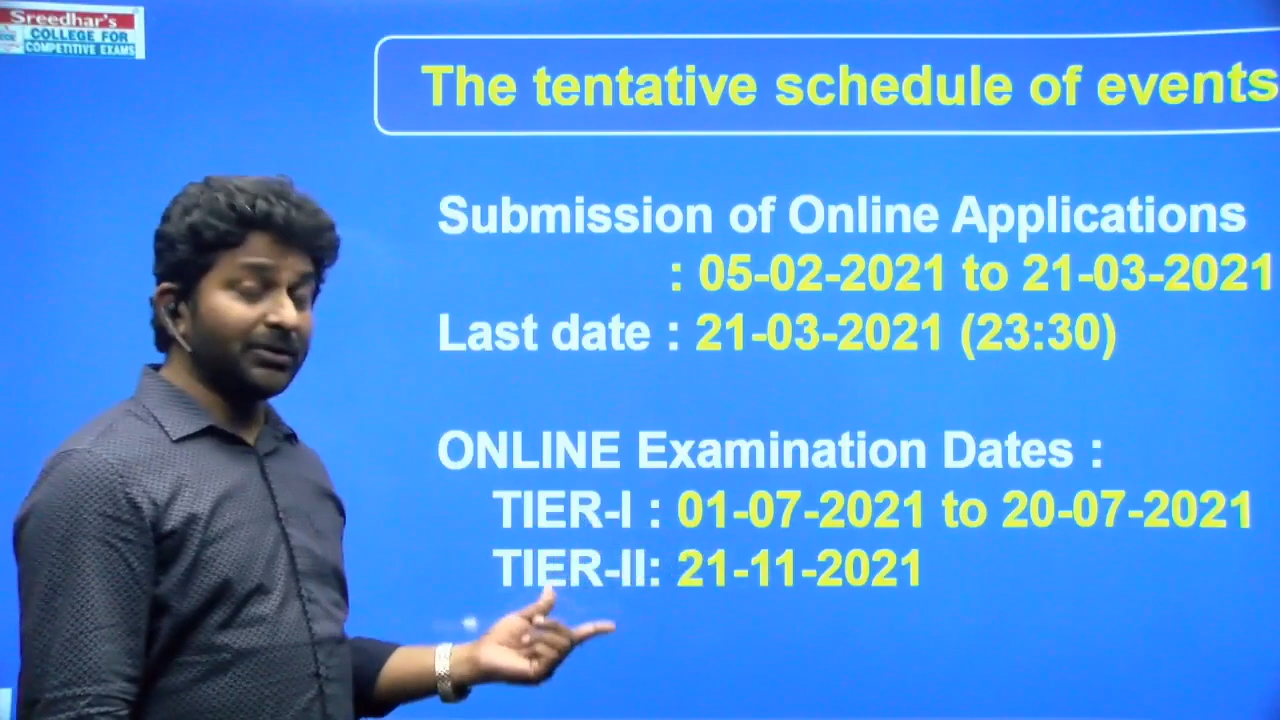 Sreedhar's
COLLEGE FOR
COMPETITIVE EXAMS
The tentative schedule of events
Submission of Online Applications
: 05-02-2021 to 21-03-2021
Last date : 21-03-2021 (23:30)
ONLINE Examination Dates :
TIER-I : 01-07-2021 to 20-07-2021
TIER-II: 21-11-2021